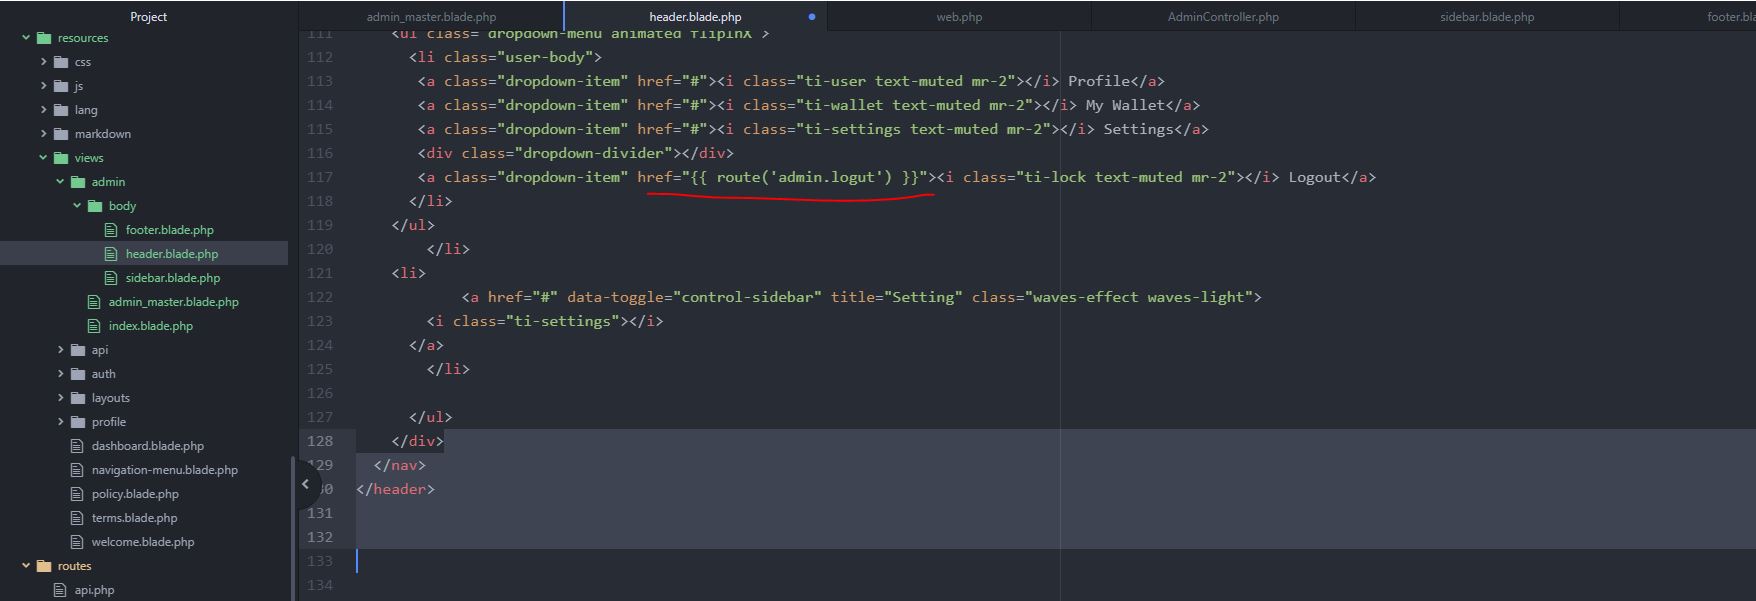 Project
admin_master.blade.php
header.blade.php
web.php
AdminController.php
sidebar.blade.php
footer.bla
resources
css
js
lang
markdown
views
admin
body
footer.blade.php
header.blade.php
sidebar.blade.php
admin_master.blade.php
index.blade.php
api
auth
layouts
profile
dashboard.blade.php
navigation-menu.blade.php
policy.blade.php
terms.blade.php
welcome.blade.php
routes
api.php
111 <ul class="dropdown-menu animated flipInX">
112 <li class="user-body">
113 <a class="dropdown-item" href="#"><i class="ti-user text-muted mr-2"></i> Profile</a>
114 <a class="dropdown-item" href="#"><i class="ti-wallet text-muted mr-2"></i> My Wallet</a>
115 <a class="dropdown-item" href="#"><i class="ti-settings text-muted mr-2"></i> Settings</a>
116 <div class="dropdown-divider"></div>
117 <a class="dropdown-item" href="{{ route('admin.logut') }}"><i class="ti-lock text-muted mr-2"></i> Logout</a>
118 </li>
119 </ul>
120 </li>
121 <li>
122 <a href="#" data-toggle="control-sidebar" title="Setting" class="waves-effect waves-light">
123 <i class="ti-settings"></i>
124 </a>
125 </li>
126
127 </ul>
128 </div>
129 </nav>
30 </header>
131
132
133
134